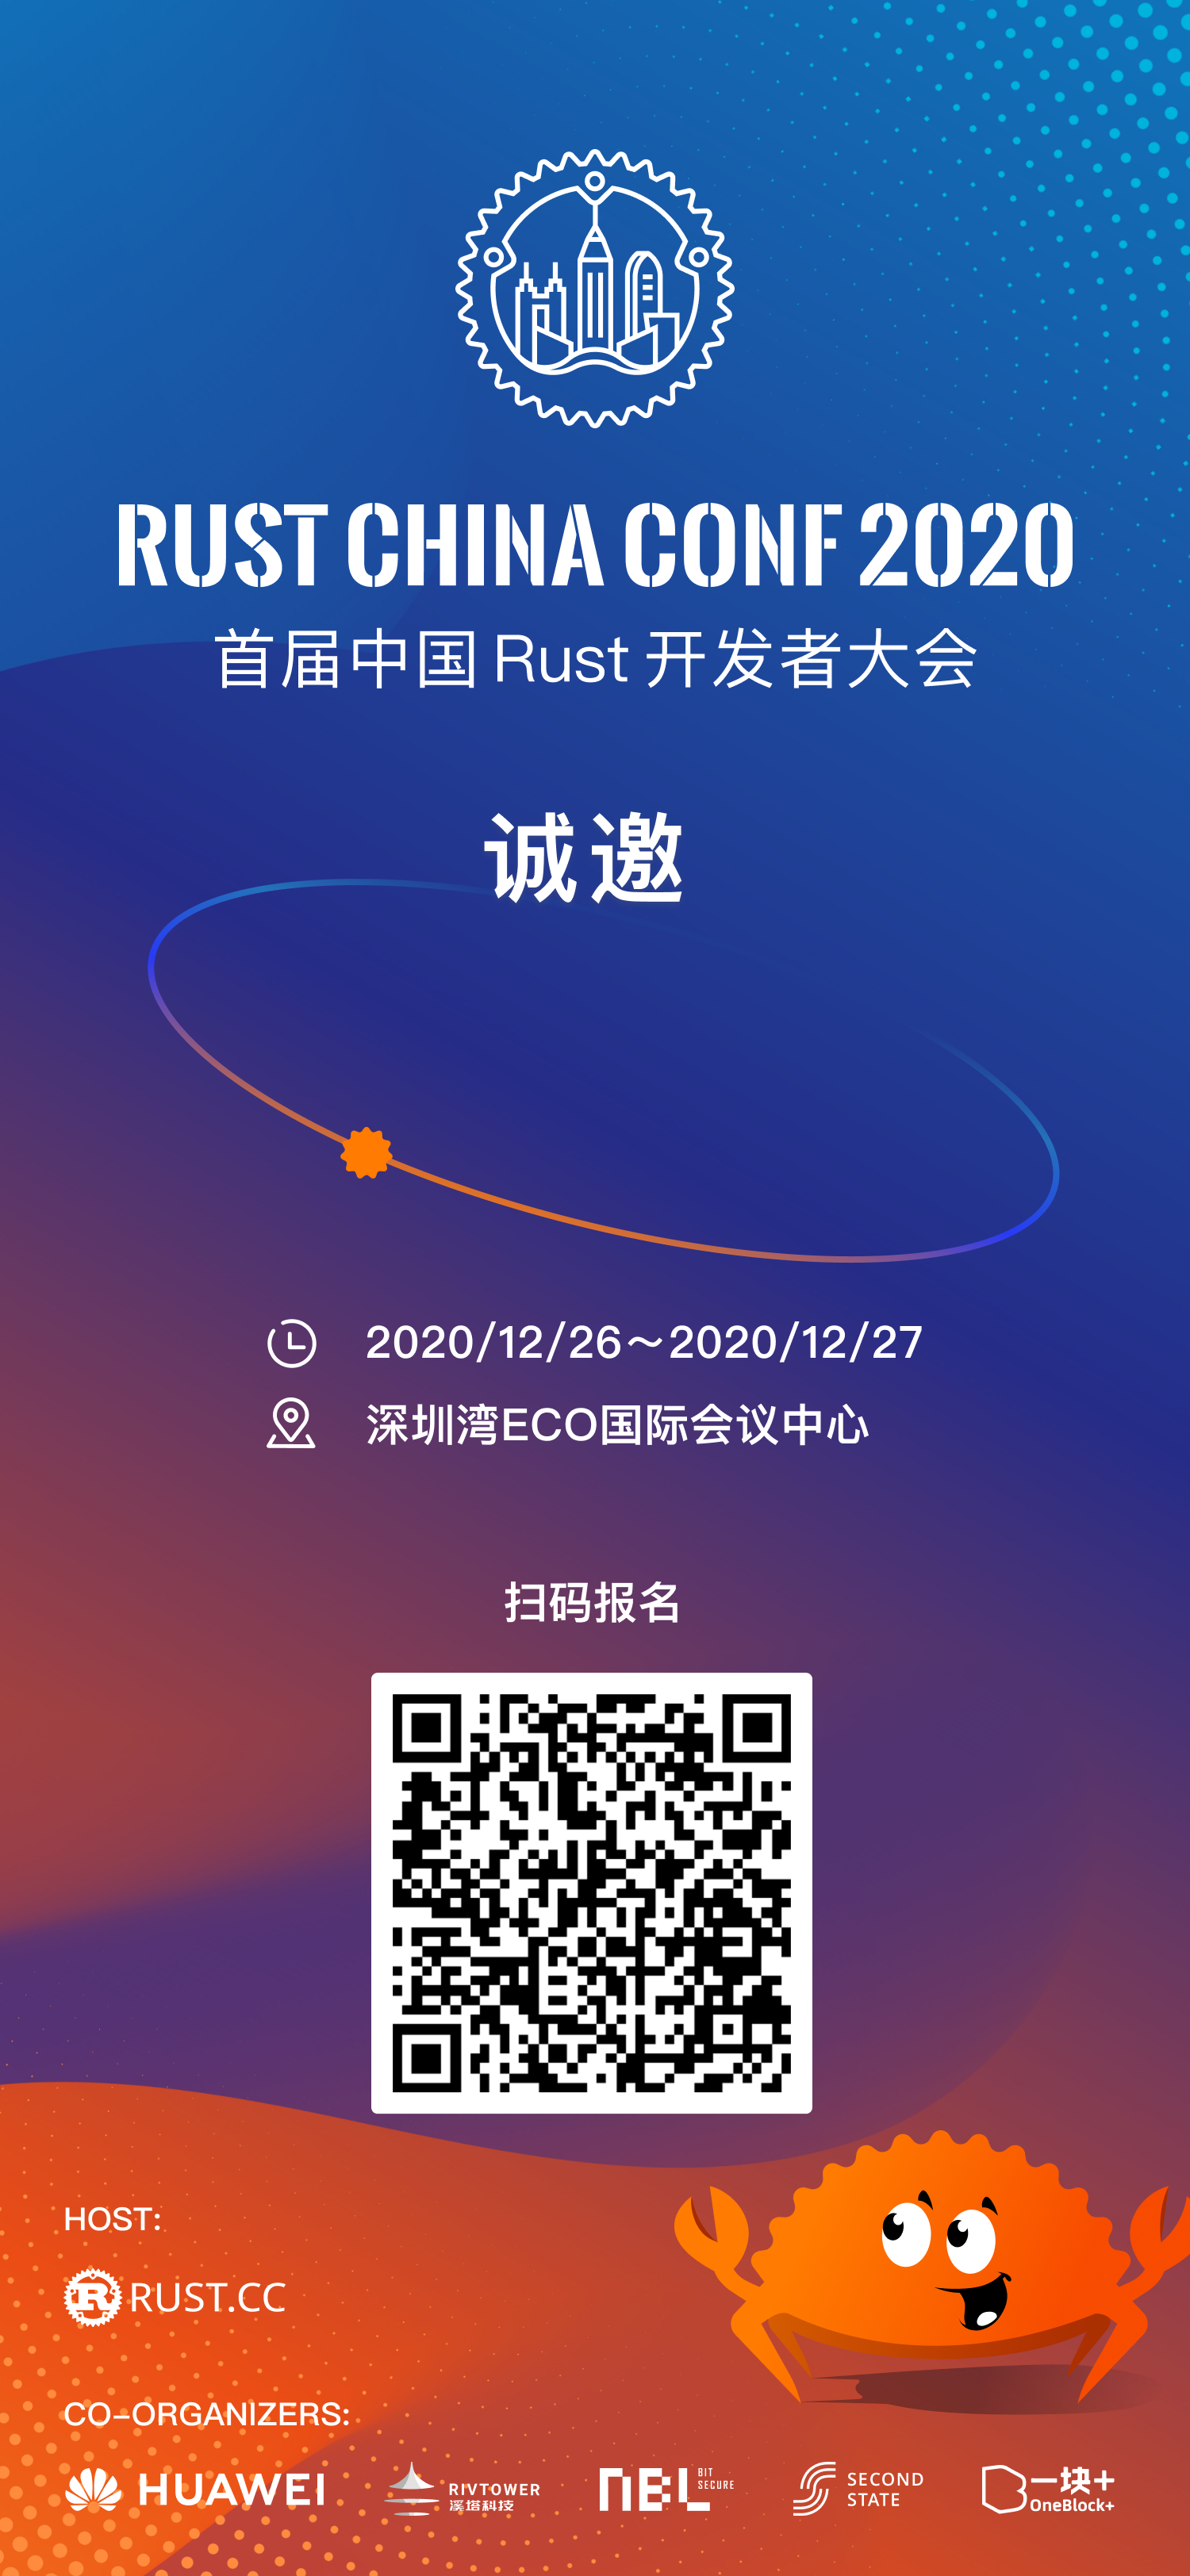 RUST CHINA CONF 2020
首届中国 Rust 开发者大会
诚邀
2020/12/26～2020/12/27
深圳湾ECO国际会议中心
扫码报名
HOST:
R RUST.CC
CO-ORGANIZERS:
HUAWEI
RIVTOWER
溪塔科技
NBL BIT
SECURE
SECOND
STATE
一块+
OneBlock+